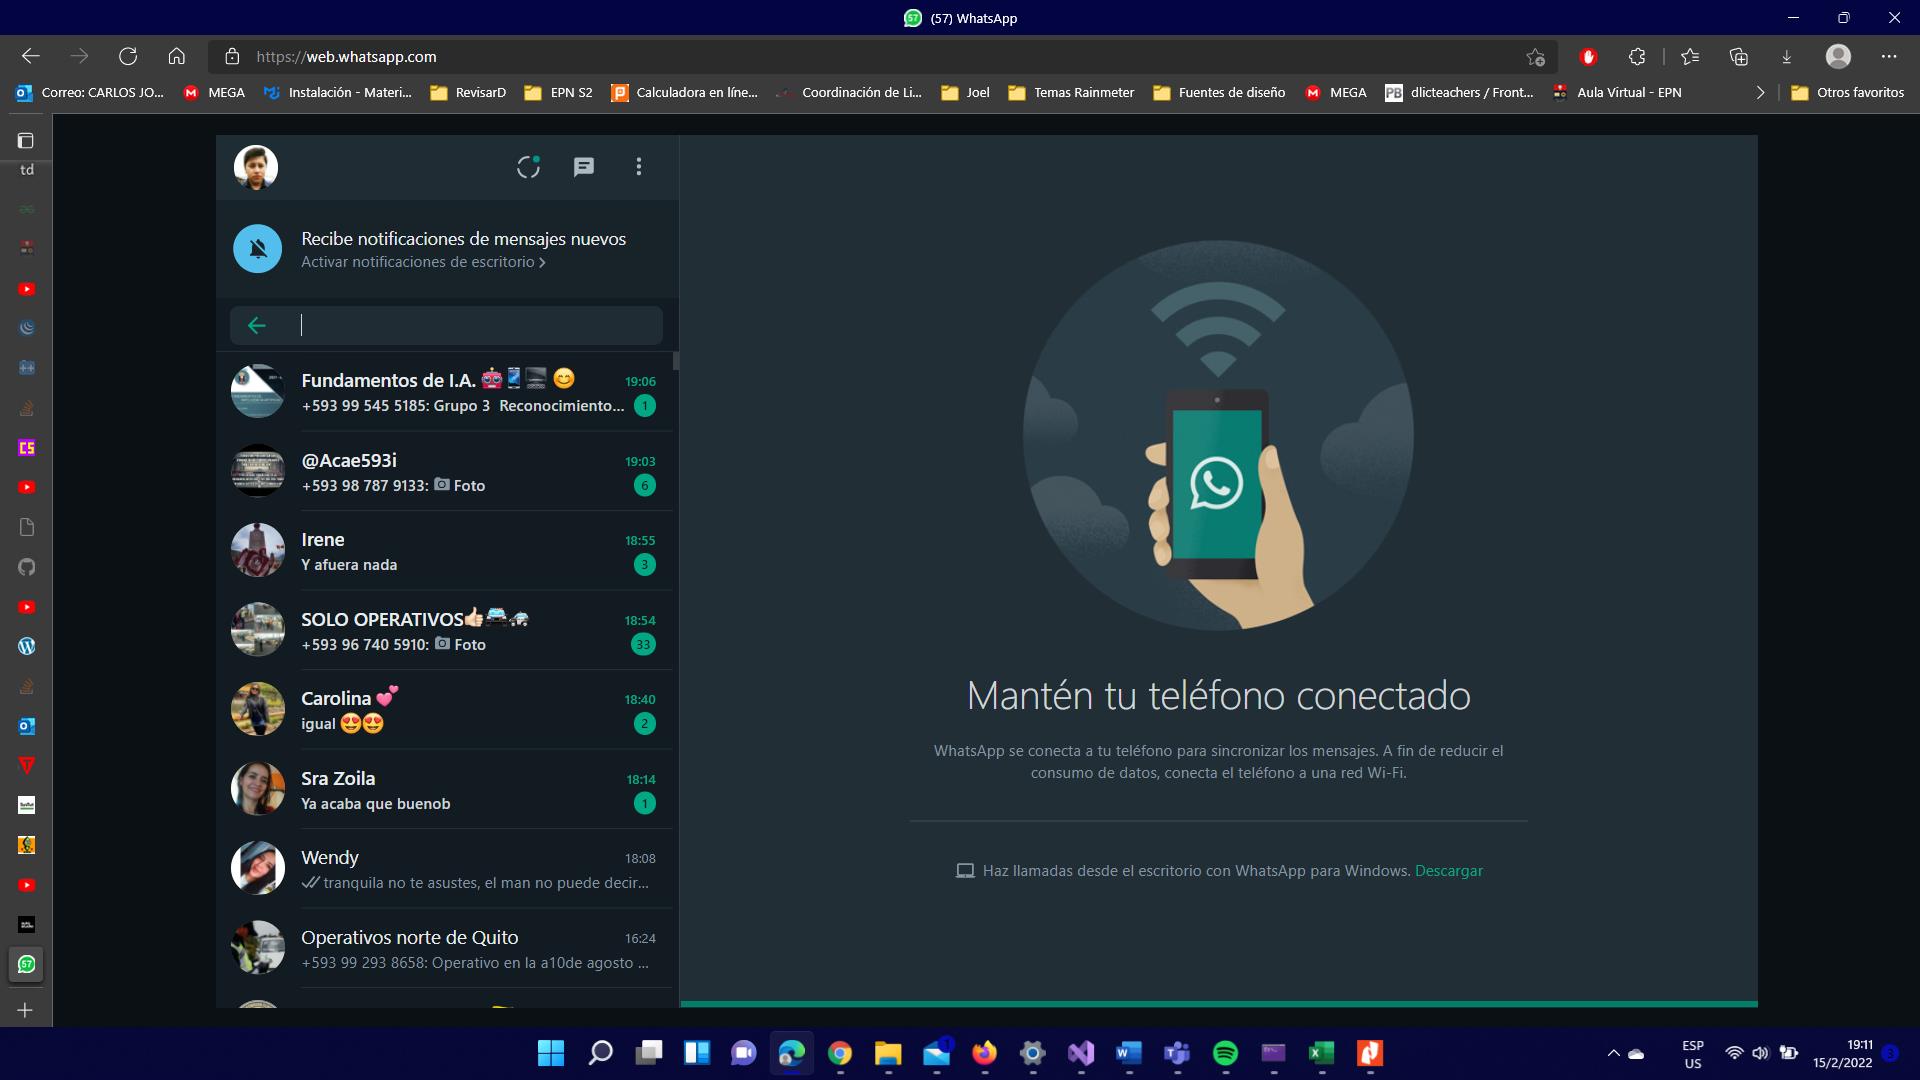 (57) WhatsApp
https://web.whatsapp.com
Correo: CARLOS JO... MEGA Instalación - Materi... RevisarD EPN S2 Calculadora en líne... Coordinación de Li... Joel Temas Rainmeter Fuentes de diseño MEGA PB dlicteachers / Front... Aula Virtual - EPN Otros favoritos
td
Recibe notificaciones de mensajes nuevos
Activar notificaciones de escritorio
Fundamentos de I.A. 🤖📱💻 😊 19:06
+593 99 545 5185: Grupo 3 Reconocimiento... 1
@Acae593i 19:03
+593 98 787 9133: 📷 Foto 6
Irene 18:55
Y afuera nada 3
SOLO OPERATIVOS👍🏻🚔🚓 18:54
+593 96 740 5910: 📷 Foto 33
Carolina 💕 18:40
igual 😍😍 2
Sra Zoila 18:14
Ya acaba que buenob 1
Wendy 18:08
tranquila no te asustes, el man no puede decir...
Operativos norte de Quito 16:24
+593 99 293 8658: Operativo en la a10de agosto ...
Mantén tu teléfono conectado
WhatsApp se conecta a tu teléfono para sincronizar los mensajes. A fin de reducir el
consumo de datos, conecta el teléfono a una red Wi-Fi.
Haz llamadas desde el escritorio con WhatsApp para Windows. Descargar
CS
57
1
ESP
US
19:11
15/2/2022
3